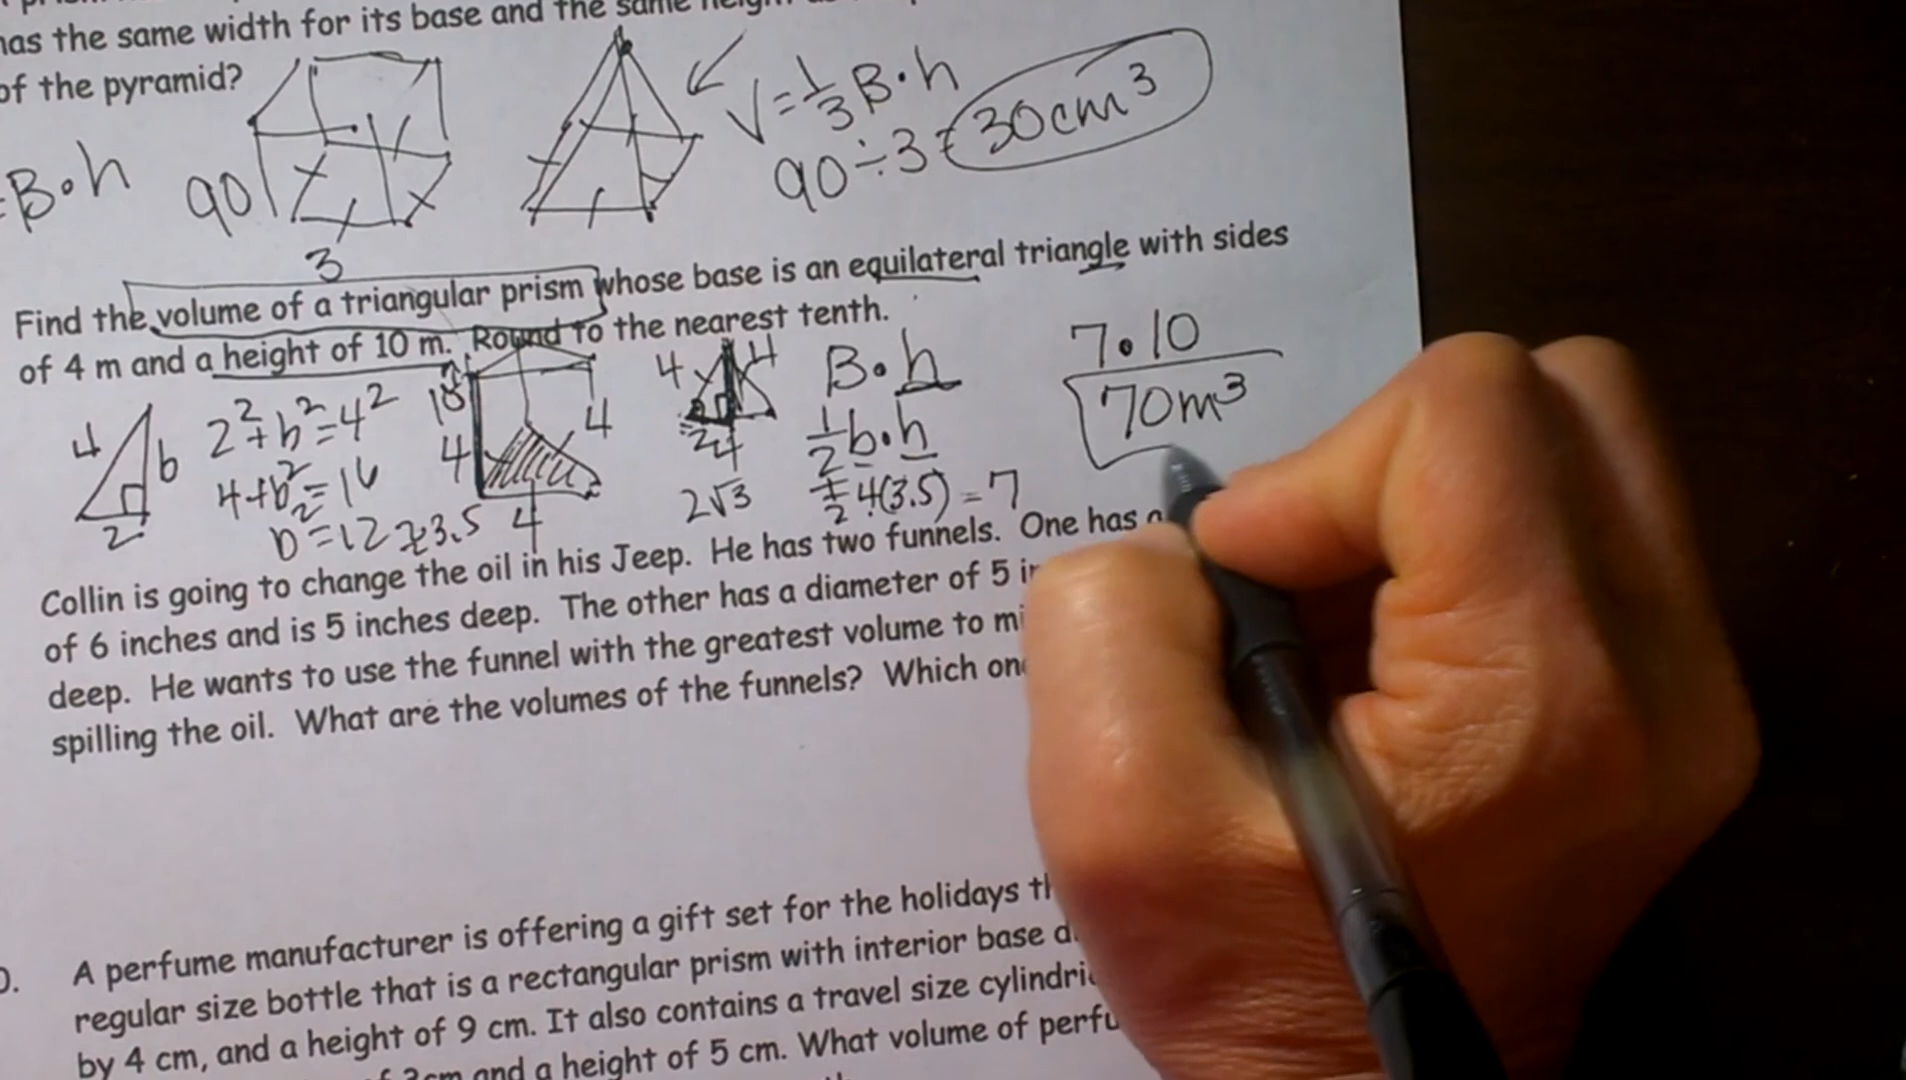 has the same width for its base and the same height
of the pyramid?
V=1/3 B·h
90÷3=30cm³
=B·h
90
3
Find the volume of a triangular prism whose base is an equilateral triangle with sides
of 4 m and a height of 10 m. Round to the nearest tenth.
4
b
2
2²+b²=4²
4+b²=16
b²=12 ≈3.5
10
4
4
4
4
4
2
4
2√3
B·h
1/2 b·h
1/2 4(3.5)=7
7·10
70m³
Collin is going to change the oil in his Jeep. He has two funnels. One has a
of 6 inches and is 5 inches deep. The other has a diameter of 5
deep. He wants to use the funnel with the greatest volume to
spilling the oil. What are the volumes of the funnels? Which
A perfume manufacturer is offering a gift set for the holidays
regular size bottle that is a rectangular prism with interior base
by 4 cm, and a height of 9 cm. It also contains a travel size
and a height of 5 cm. What volume of